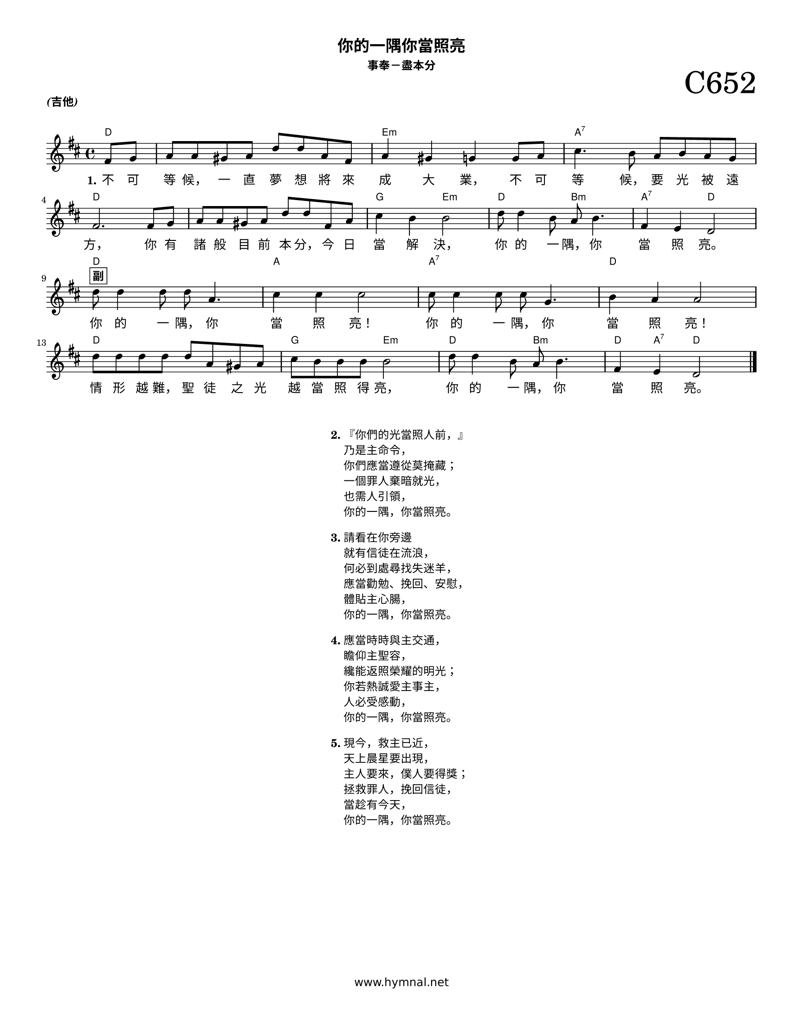 你的一隅你當照亮
事奉－盡本分
C652
(吉他)
D Em A7
1. 不 可 等 候， 一 直 夢 想 將 來 成 大 業， 不 可 等 候， 要 光 被 遠
4 D G Em D Bm A7 D
方， 你 有 諸 般 目 前 本 分， 今 日 當 解 決， 你 的 一 隅， 你 當 照 亮。
9 D A A7 D
副
你 的 一 隅， 你 當 照 亮！ 你 的 一 隅， 你 當 照 亮！
13 D G Em D Bm D A7 D
情 形 越 難， 聖 徒 之 光 越 當 照 得 亮， 你 的 一 隅， 你 當 照 亮。
2. 『你們的光當照人前，』
乃是主命令，
你們應當遵從莫掩藏；
一個罪人棄暗就光，
也需人引領，
你的一隅，你當照亮。
3. 請看在你旁邊
就有信徒在流浪，
何必到處尋找失迷羊，
應當勸勉、挽回、安慰，
體貼主心腸，
你的一隅，你當照亮。
4. 應當時時與主交通，
瞻仰主聖容，
纔能返照榮耀的明光；
你若熱誠愛主事主，
人必受感動，
你的一隅，你當照亮。
5. 現今，救主已近，
天上晨星要出現，
主人要來，僕人要得獎；
拯救罪人，挽回信徒，
當趁有今天，
你的一隅，你當照亮。
www.hymnal.net